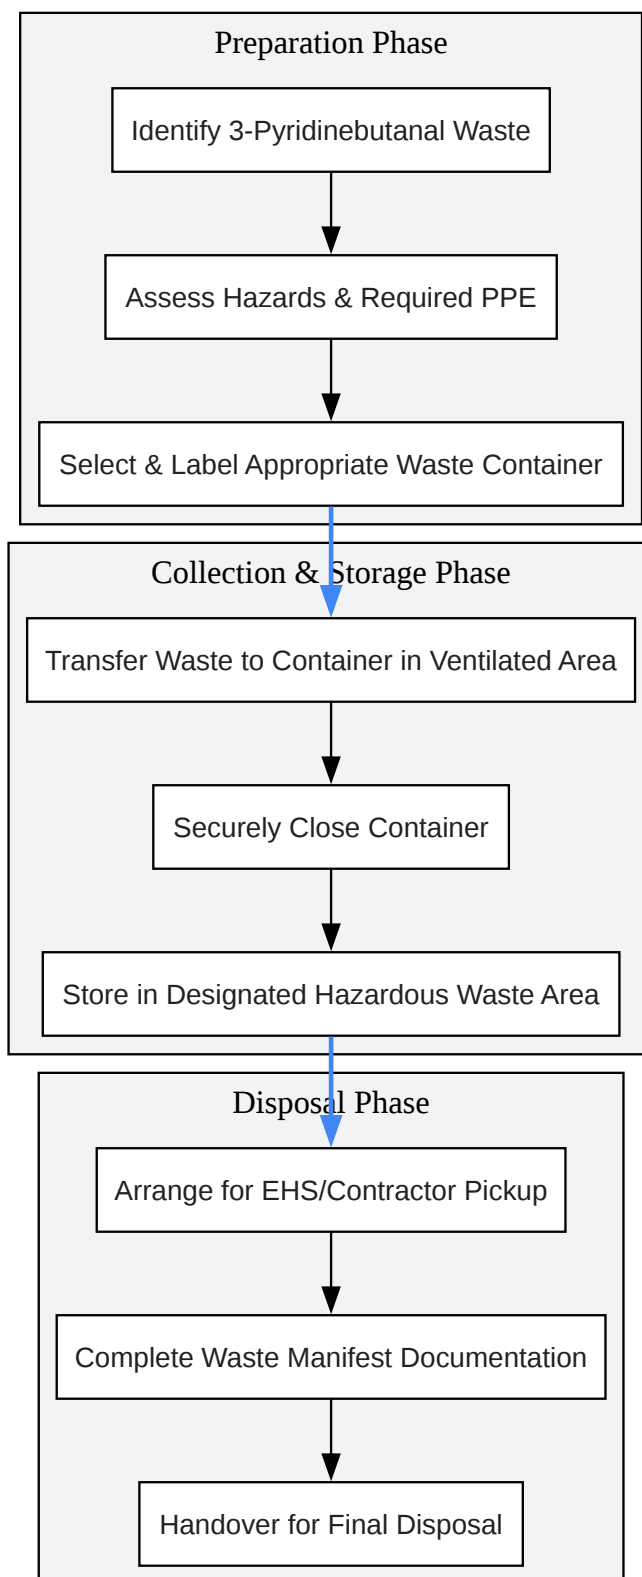 Preparation Phase
Identify 3-Pyridinebutanal Waste
Assess Hazards & Required PPE
Select & Label Appropriate Waste Container
Collection & Storage Phase
Transfer Waste to Container in Ventilated Area
Securely Close Container
Store in Designated Hazardous Waste Area
Disposal Phase
Arrange for EHS/Contractor Pickup
Complete Waste Manifest Documentation
Handover for Final Disposal